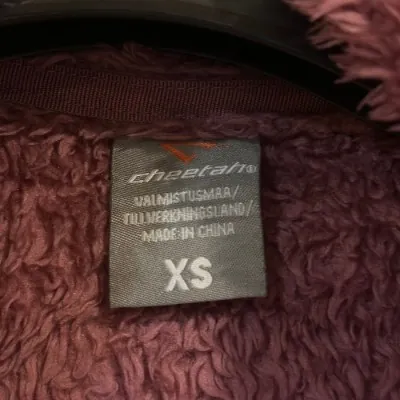 cheetah®
VALMISTUSMAA/
TILLVERKNINGSLAND/
MADE IN CHINA
XS